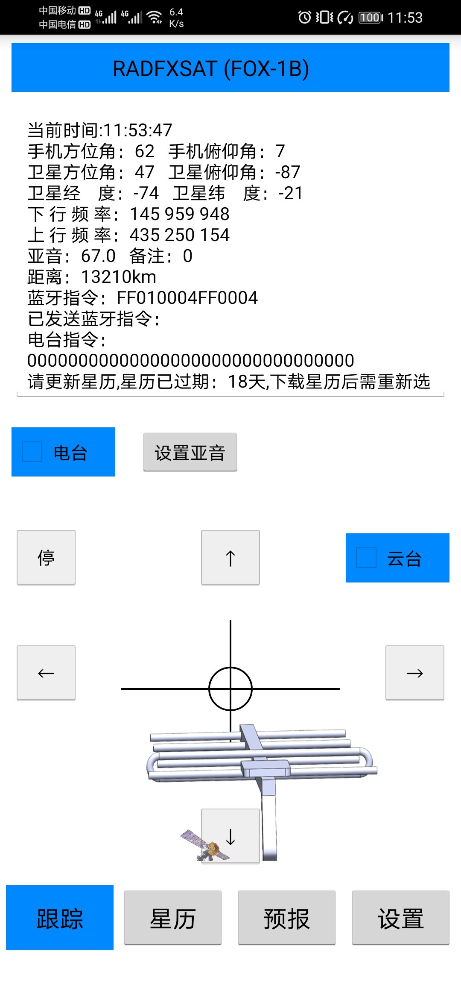 中国移动 HD 4G 4G 6.4 100 11:53
中国电信 HD K/s
RADFXSAT (FOX-1B)
当前时间:11:53:47
手机方位角：62 手机俯仰角：7
卫星方位角：47 卫星俯仰角：-87
卫星经 度：-74 卫星纬 度：-21
下 行 频 率：145 959 948
上 行 频 率：435 250 154
亚音：67.0 备注：0
距离：13210km
蓝牙指令：FF010004FF0004
已发送蓝牙指令：
电台指令：
00000000000000000000000000000000
请更新星历,星历已过期：18天,下载星历后需重新选
电台 设置亚音
停 ↑ 云台
← →
↓
跟踪 星历 预报 设置